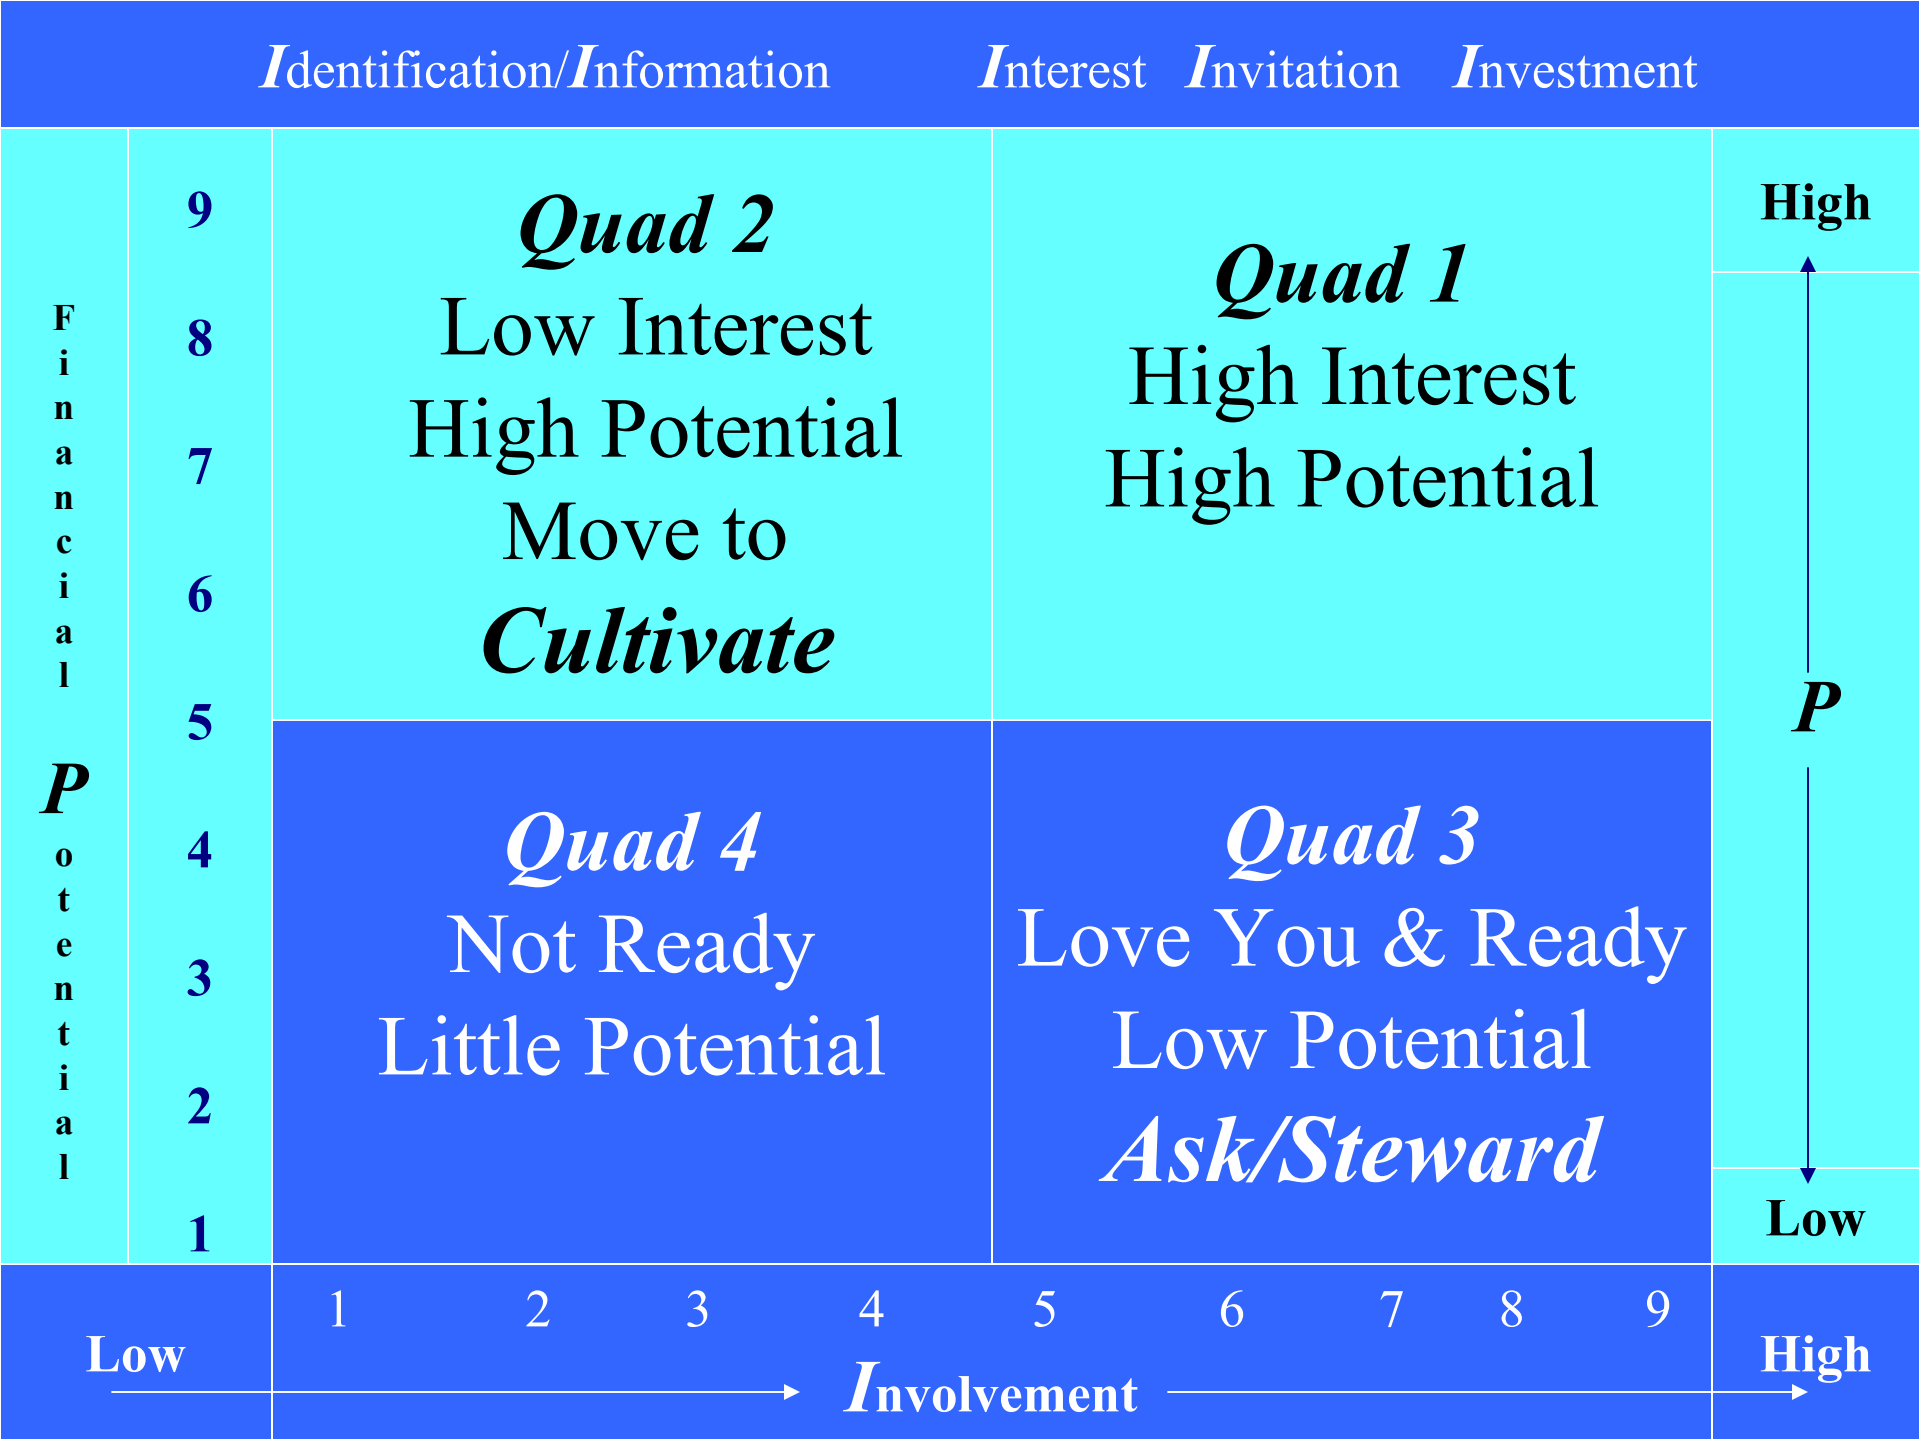 Identification/Information Interest Invitation Investment
Financial Potential
9
8
7
6
5
4
3
2
1
Quad 2
Low Interest
High Potential
Move to
Cultivate
Quad 1
High Interest
High Potential
High
P
Low
Quad 4
Not Ready
Little Potential
Quad 3
Love You & Ready
Low Potential
Ask/Steward
Low
1 2 3 4 5 6 7 8 9
Involvement
High